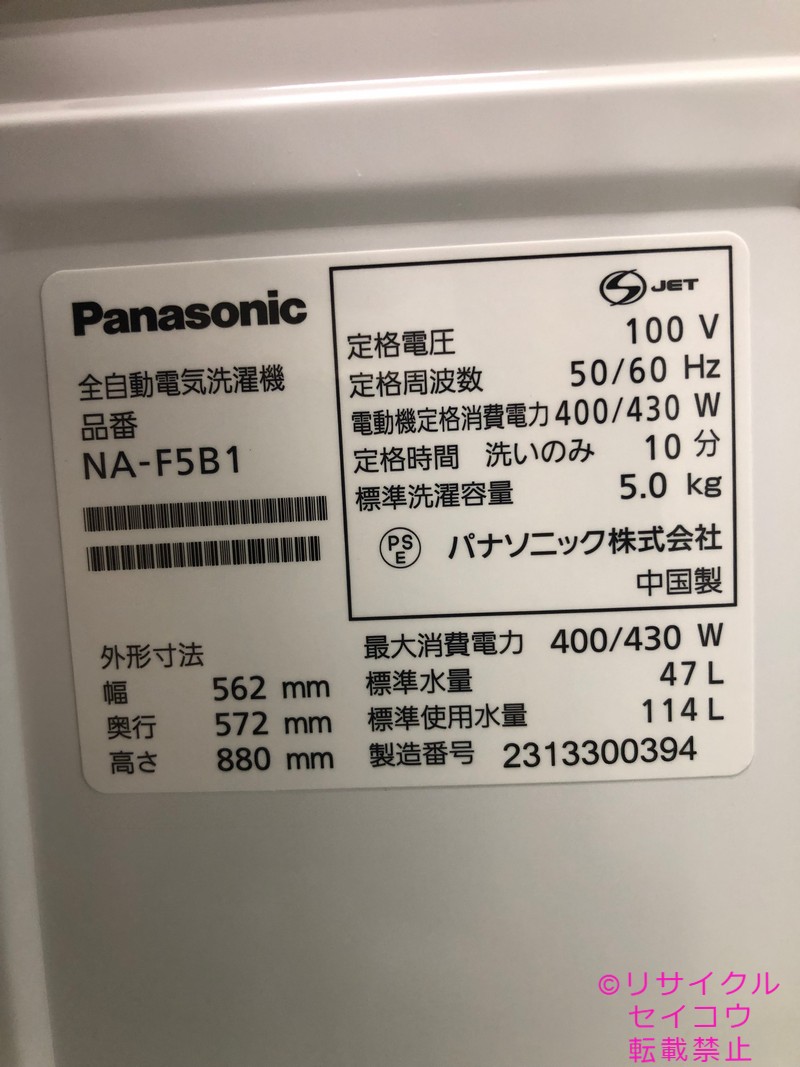 Panasonic
全自動電気洗濯機
品番
NA-F5B1
外形寸法
幅 562 mm
奥行 572 mm
高さ 880 mm
S JET
定格電圧 100 V
定格周波数 50/60 Hz
電動機定格消費電力 400/430 W
定格時間 洗いのみ 10 分
標準洗濯容量 5.0 kg
PSE パナソニック株式会社
中国製
最大消費電力 400/430 W
標準水量 47 L
標準使用水量 114 L
製造番号 2313300394
©リサイクル
セイコウ
転載禁止